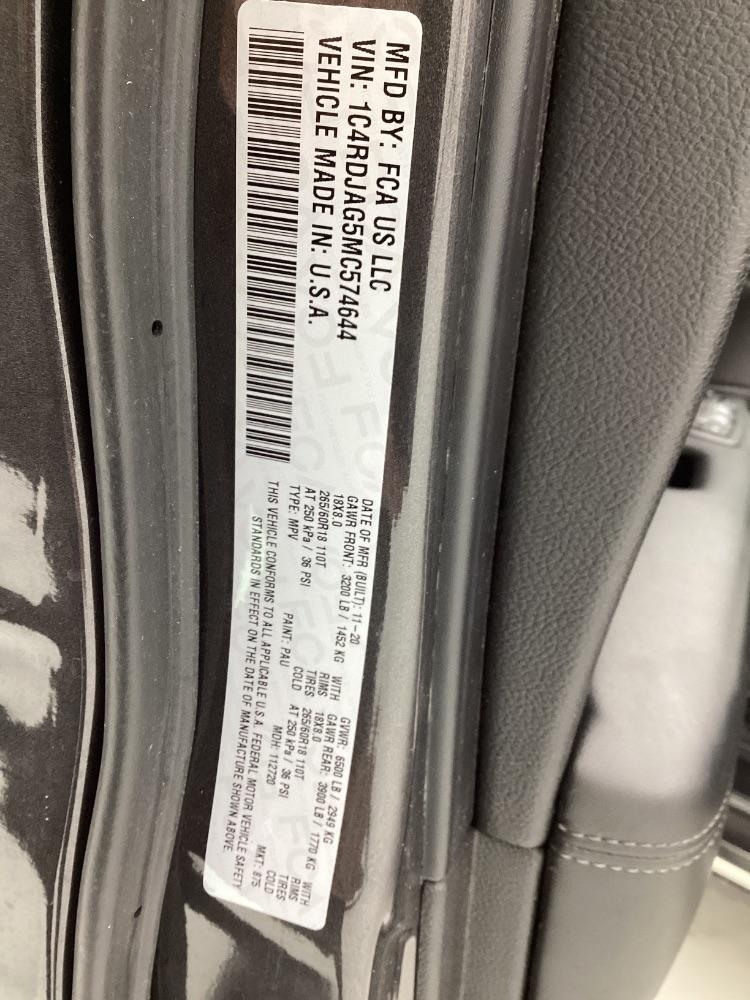 MFD BY: FCA US LLC
VIN: 1C4RDJAG5MC574644
VEHICLE MADE IN: U.S.A.
DATE OF MFR (BUILT): 11-20 GVWR: 6500 LB / 2949 KG
GAWR FRONT: 3200 LB / 1452 KG WITH GAWR REAR: 3900 LB / 1770 KG WITH
18X8.0 RIMS 18X8.0 RIMS
265/60R18 110T TIRES 265/60R18 110T TIRES
AT 250 kPa / 36 PSI COLD AT 250 kPa / 36 PSI COLD
TYPE: MPV PAINT: PAU MDH: 112720 MKT: 875
THIS VEHICLE CONFORMS TO ALL APPLICABLE U.S.A. FEDERAL MOTOR VEHICLE SAFETY
STANDARDS IN EFFECT ON THE DATE OF MANUFACTURE SHOWN ABOVE.